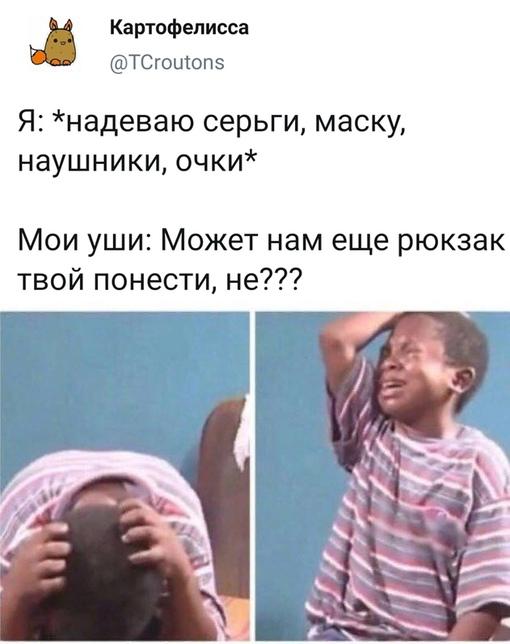 Картофелисса
@TCroutons
Я: *надеваю серьги, маску,
наушники, очки*
Мои уши: Может нам еще рюкзак
твой понести, не???